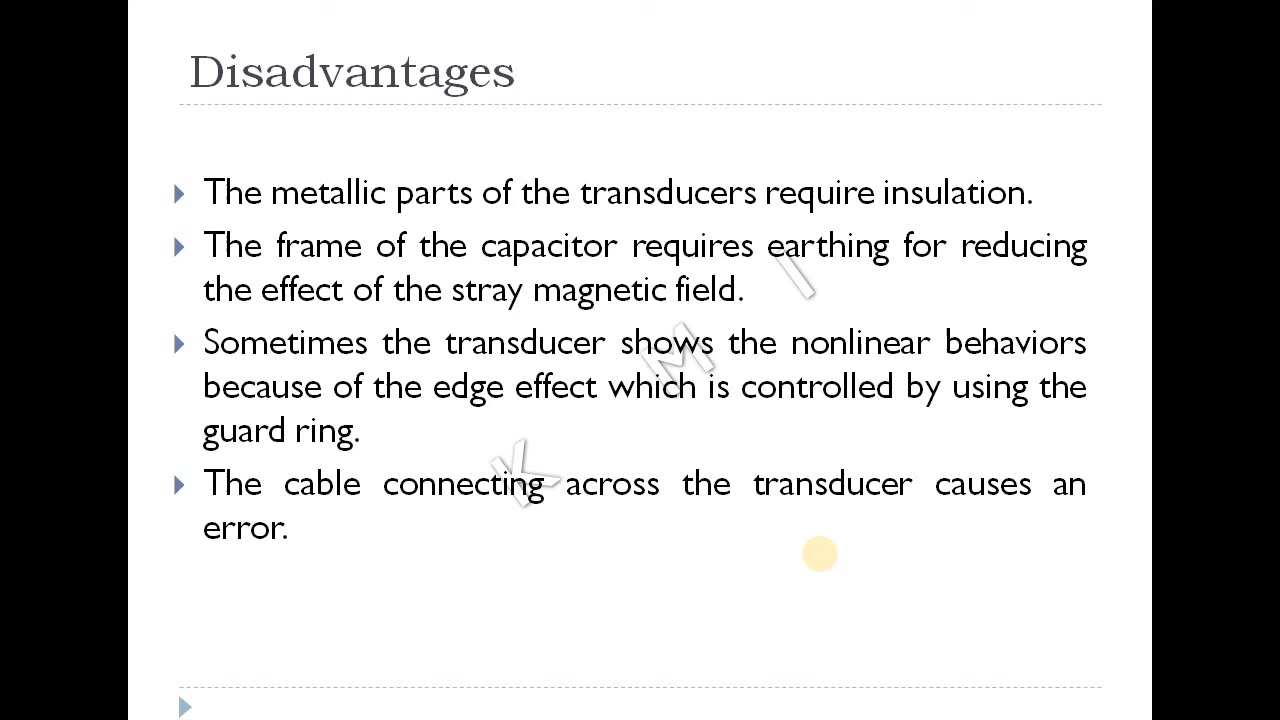 Disadvantages
The metallic parts of the transducers require insulation.
The frame of the capacitor requires earthing for reducing
the effect of the stray magnetic field.
Sometimes the transducer shows the nonlinear behaviors
because of the edge effect which is controlled by using the
guard ring.
The cable connecting across the transducer causes an
error.
K M I